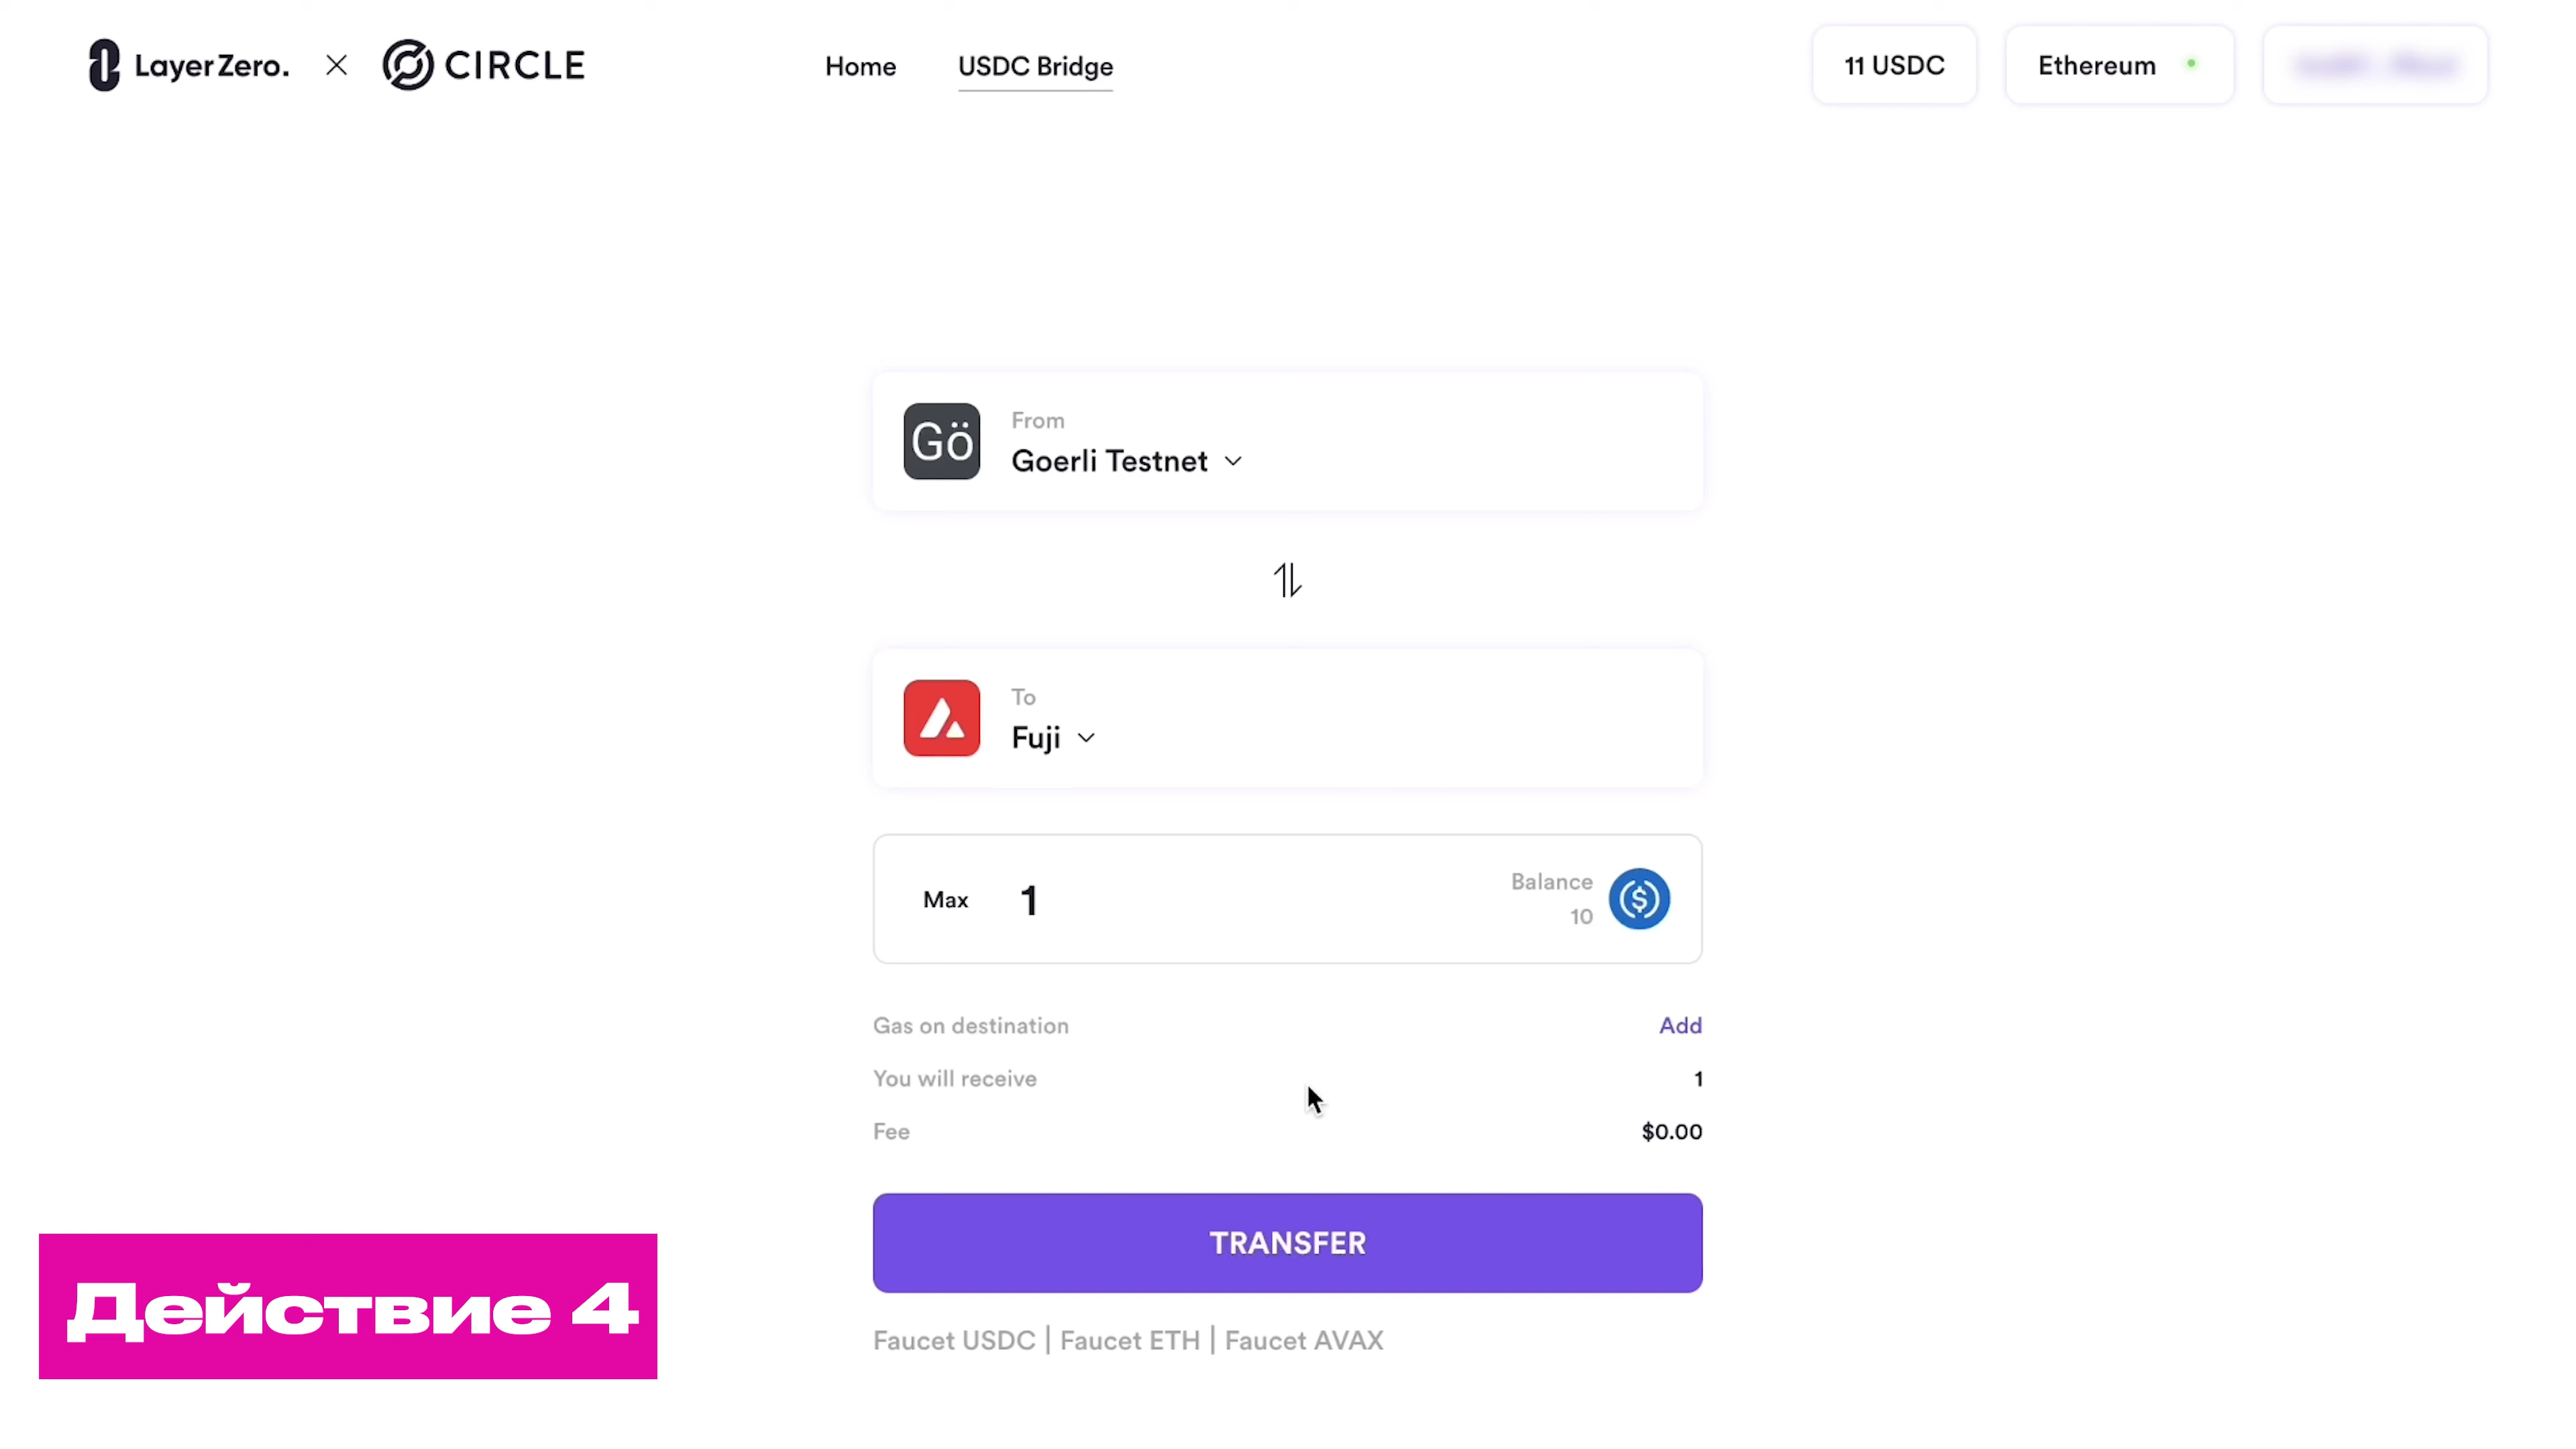 LayerZero. × CIRCLE
Home
USDC Bridge
11 USDC
Ethereum
Gö
From
Goerli Testnet
To
Fuji
Max
1
Balance
10
Gas on destination
Add
You will receive
1
Fee
$0.00
TRANSFER
Faucet USDC | Faucet ETH | Faucet AVAX
Действие 4